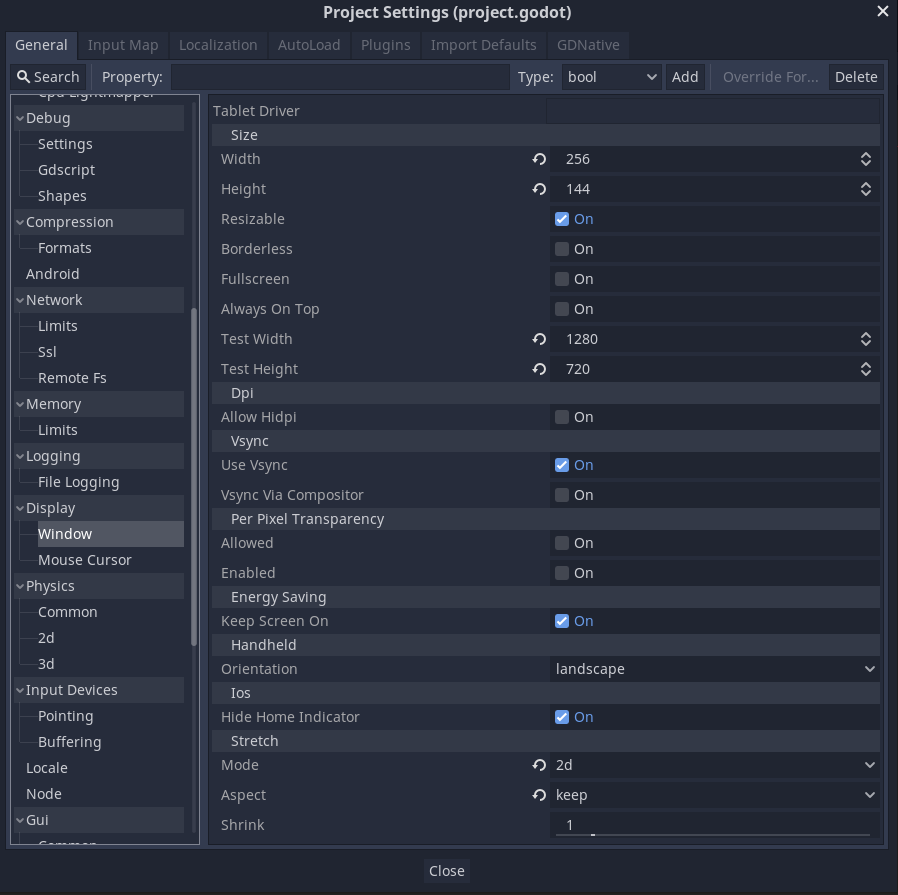 Project Settings (project.godot)
General Input Map Localization AutoLoad Plugins Import Defaults GDNative
Search Property: Type: bool Add Override For... Delete
Cpu Lightmapper
Debug
Settings
Gdscript
Shapes
Compression
Formats
Android
Network
Limits
Ssl
Remote Fs
Memory
Limits
Logging
File Logging
Display
Window
Mouse Cursor
Physics
Common
2d
3d
Input Devices
Pointing
Buffering
Locale
Node
Gui
Common
Tablet Driver
Size
Width 256
Height 144
Resizable On
Borderless On
Fullscreen On
Always On Top On
Test Width 1280
Test Height 720
Dpi
Allow Hidpi On
Vsync
Use Vsync On
Vsync Via Compositor On
Per Pixel Transparency
Allowed On
Enabled On
Energy Saving
Keep Screen On On
Handheld
Orientation landscape
Ios
Hide Home Indicator On
Stretch
Mode 2d
Aspect keep
Shrink 1
Close